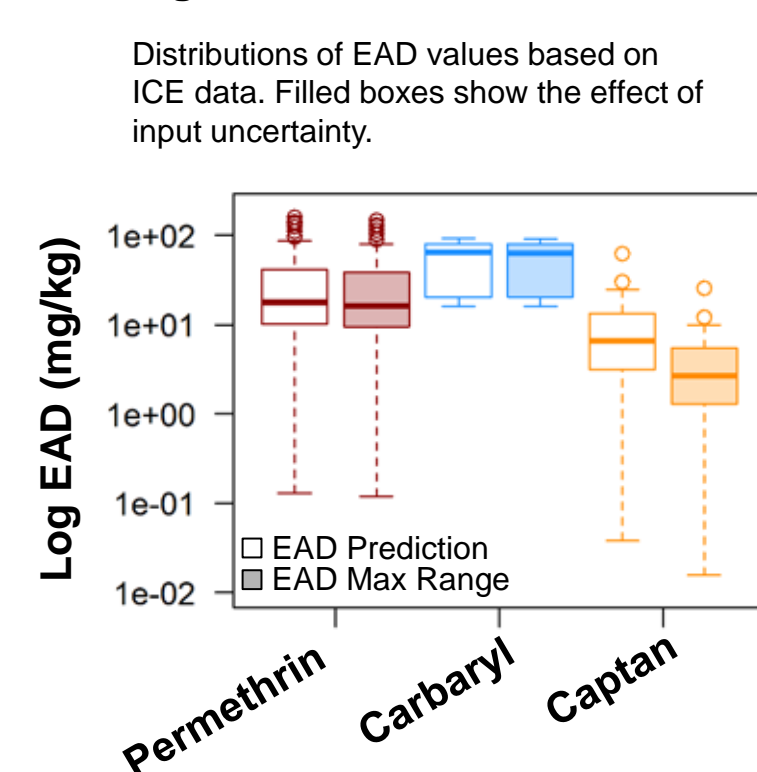 Distributions of EAD values based on
ICE data. Filled boxes show the effect of
input uncertainty.
Log EAD (mg/kg)
1e+02
1e+01
1e+00
1e-01
1e-02
EAD Prediction
EAD Max Range
Permethrin
Carbaryl
Captan